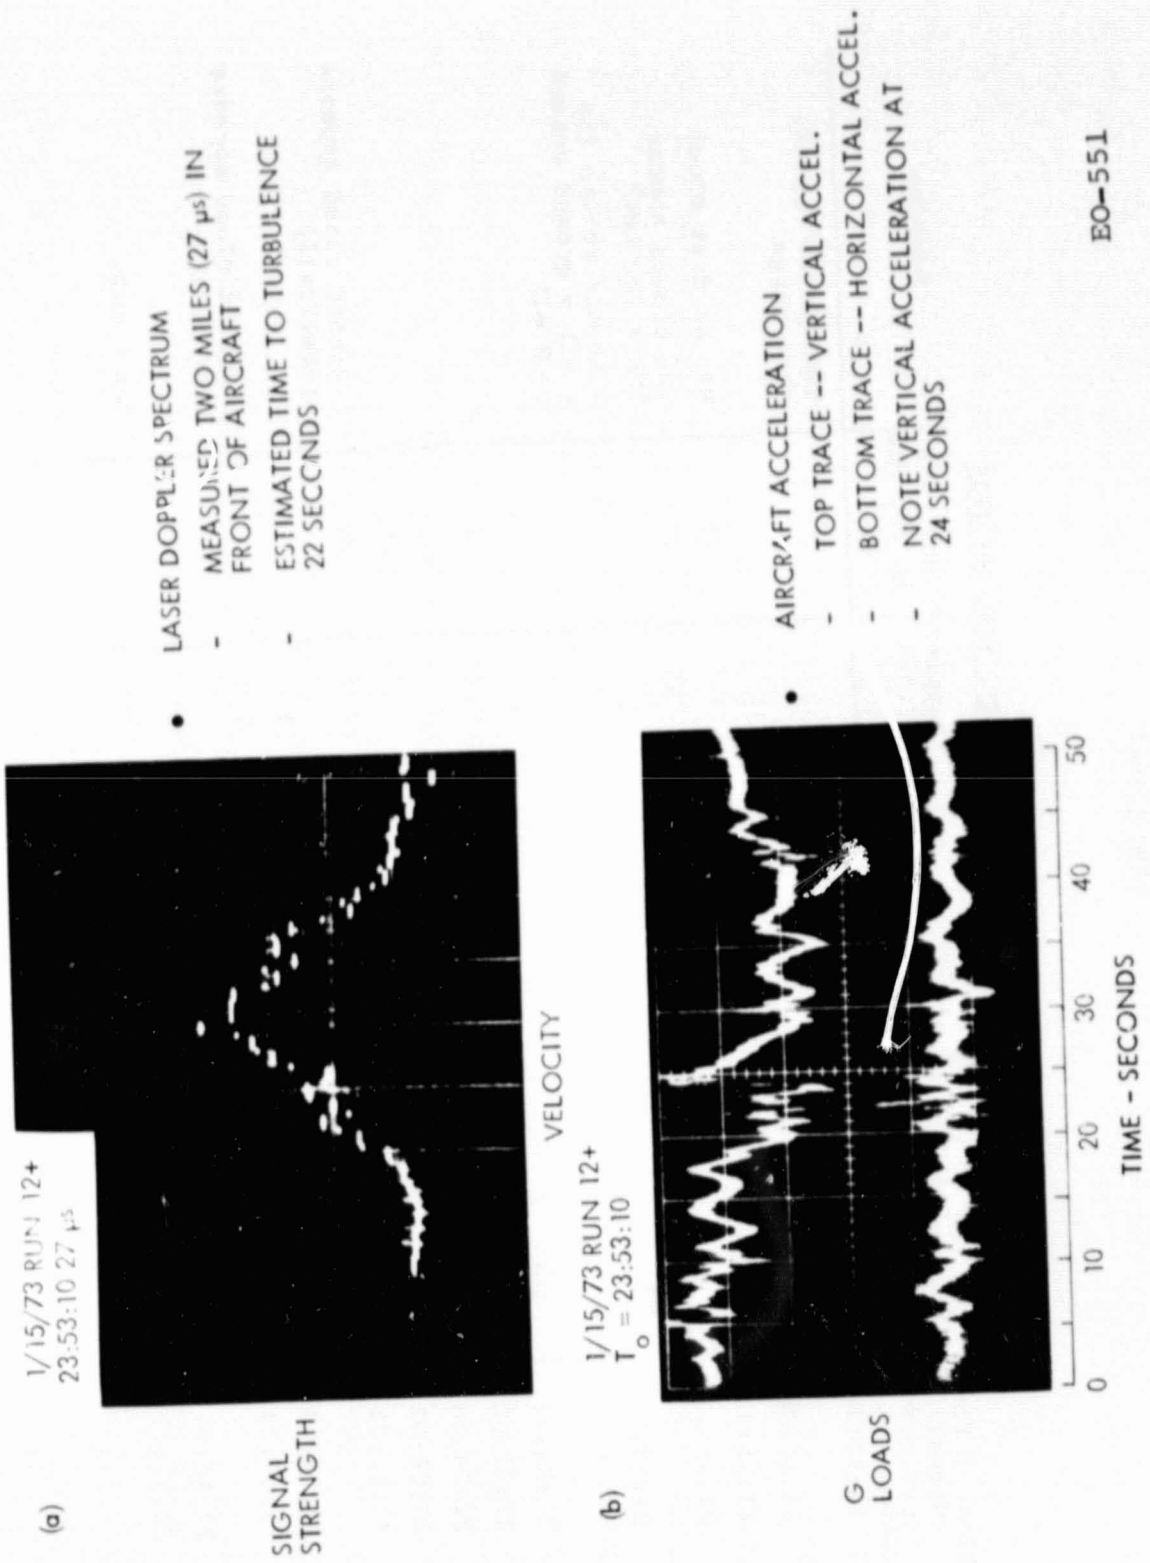 (a)
1/15/73 RUN 12+
23:53:10 27 µs
SIGNAL
STRENGTH
VELOCITY
• LASER DOPPLER SPECTRUM
- MEASURED TWO MILES (27 µs) IN
FRONT OF AIRCRAFT
- ESTIMATED TIME TO TURBULENCE
22 SECONDS
(b)
1/15/73 RUN 12+
To = 23:53:10
G
LOADS
0 10 20 30 40 50
TIME - SECONDS
• AIRCRAFT ACCELERATION
- TOP TRACE -- VERTICAL ACCEL.
- BOTTOM TRACE -- HORIZONTAL ACCEL.
- NOTE VERTICAL ACCELERATION AT
24 SECONDS
EO-551